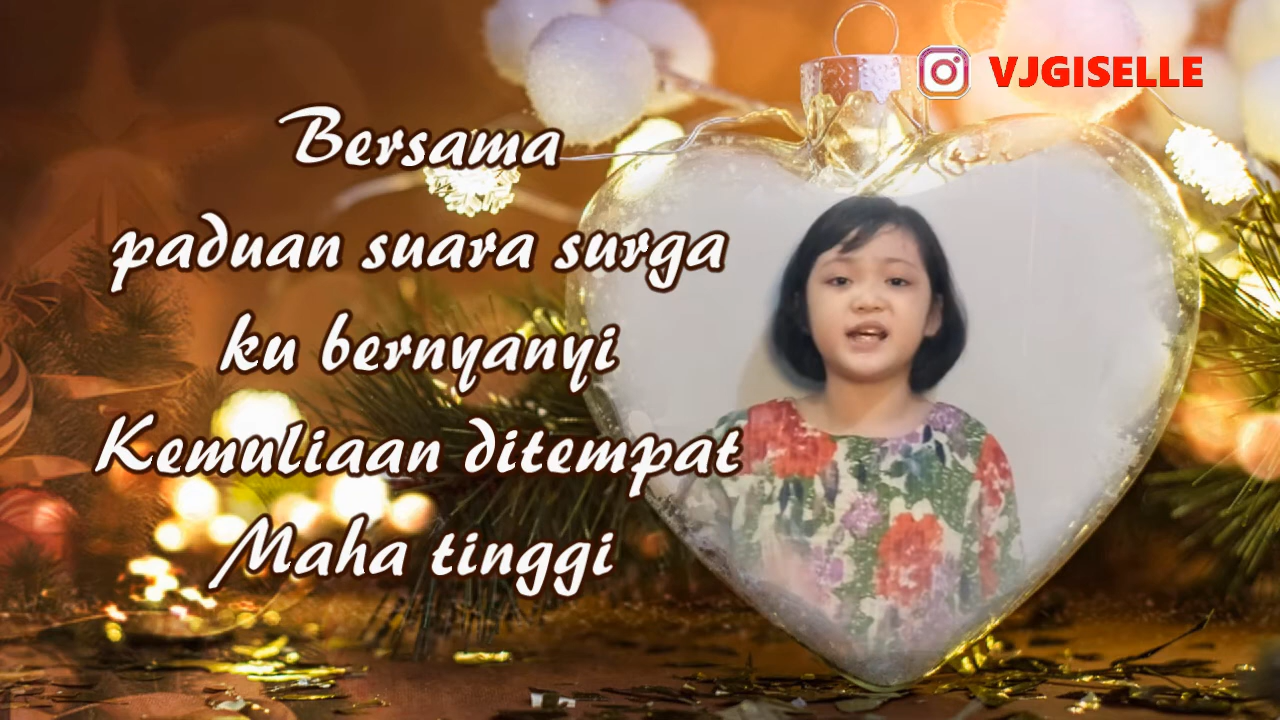 VJGISELLE
Bersama
paduan suara surga
ku bernyanyi
Kemuliaan ditempat
Maha tinggi